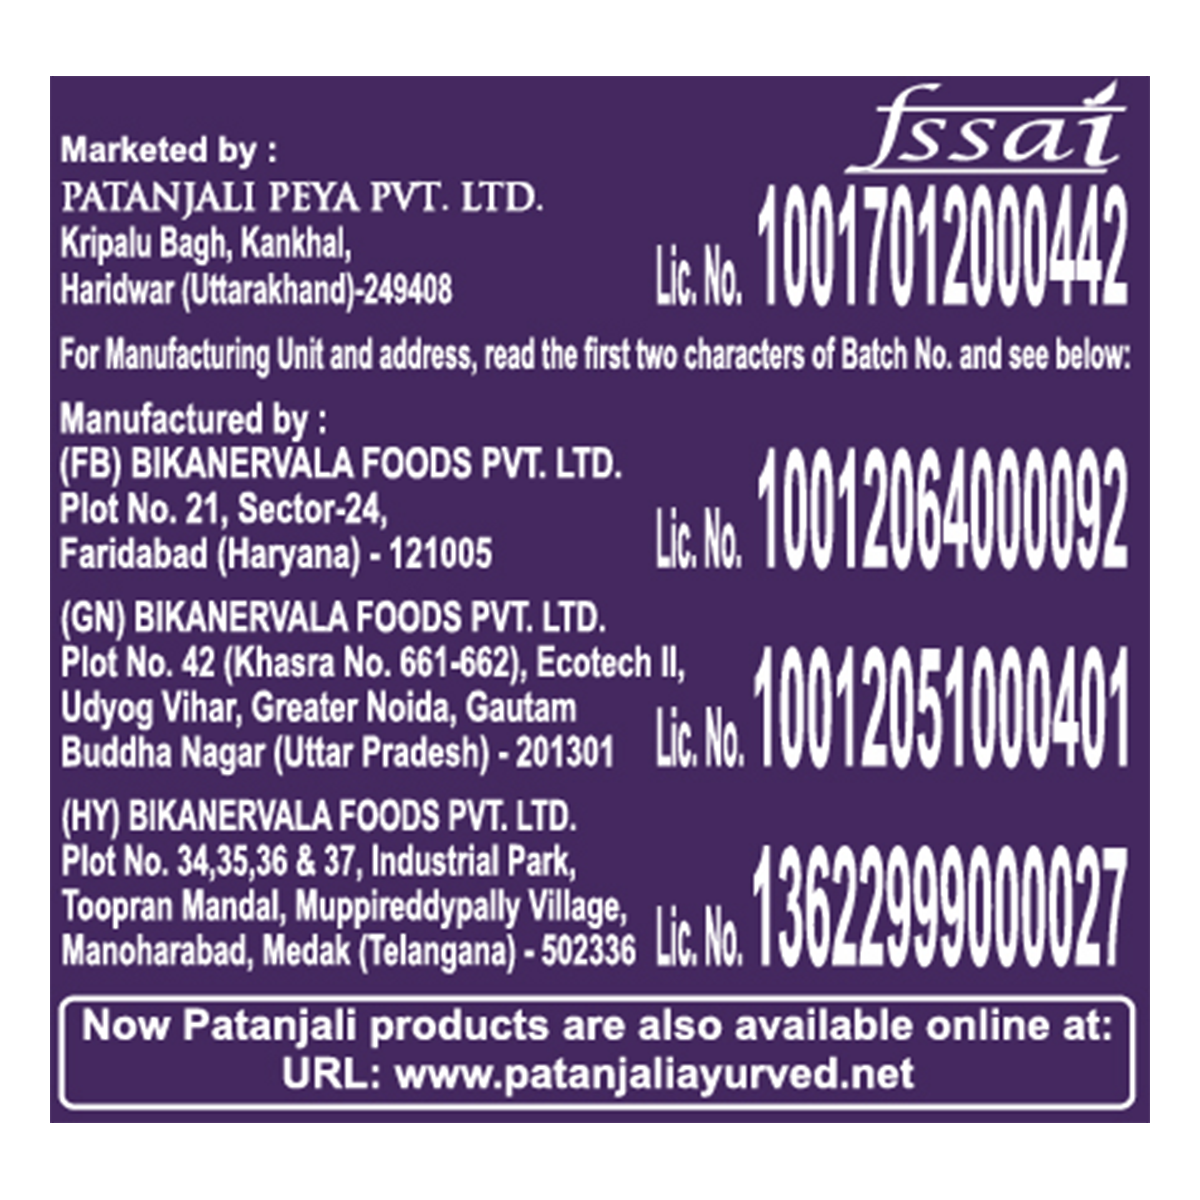 fssai
Marketed by :
PATANJALI PEYA PVT. LTD.
Kripalu Bagh, Kankhal,
Haridwar (Uttarakhand)-249408
Lic. No. 10017012000442
For Manufacturing Unit and address, read the first two characters of Batch No. and see below:
Manufactured by :
(FB) BIKANERVALA FOODS PVT. LTD.
Plot No. 21, Sector-24,
Faridabad (Haryana) - 121005
Lic. No. 10012064000092
(GN) BIKANERVALA FOODS PVT. LTD.
Plot No. 42 (Khasra No. 661-662), Ecotech II,
Udyog Vihar, Greater Noida, Gautam
Buddha Nagar (Uttar Pradesh) - 201301
Lic. No. 10012051000401
(HY) BIKANERVALA FOODS PVT. LTD.
Plot No. 34,35,36 & 37, Industrial Park,
Toopran Mandal, Muppireddypally Village,
Manoharabad, Medak (Telangana) - 502336
Lic. No. 13622999000027
Now Patanjali products are also available online at:
URL: www.patanjaliayurved.net